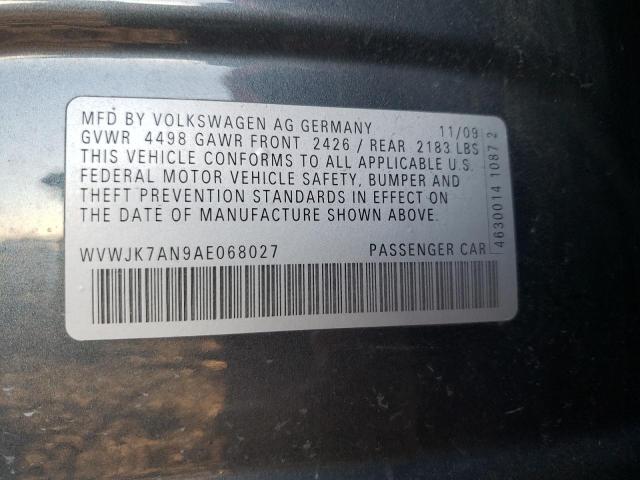 MFD BY VOLKSWAGEN AG GERMANY 11/09
GVWR 4498 GAWR FRONT 2426 / REAR 2183 LBS
THIS VEHICLE CONFORMS TO ALL APPLICABLE U.S.
FEDERAL MOTOR VEHICLE SAFETY, BUMPER AND
THEFT PREVENTION STANDARDS IN EFFECT ON
THE DATE OF MANUFACTURE SHOWN ABOVE.
WVWJK7AN9AE068027 PASSENGER CAR
4630014 1087 2